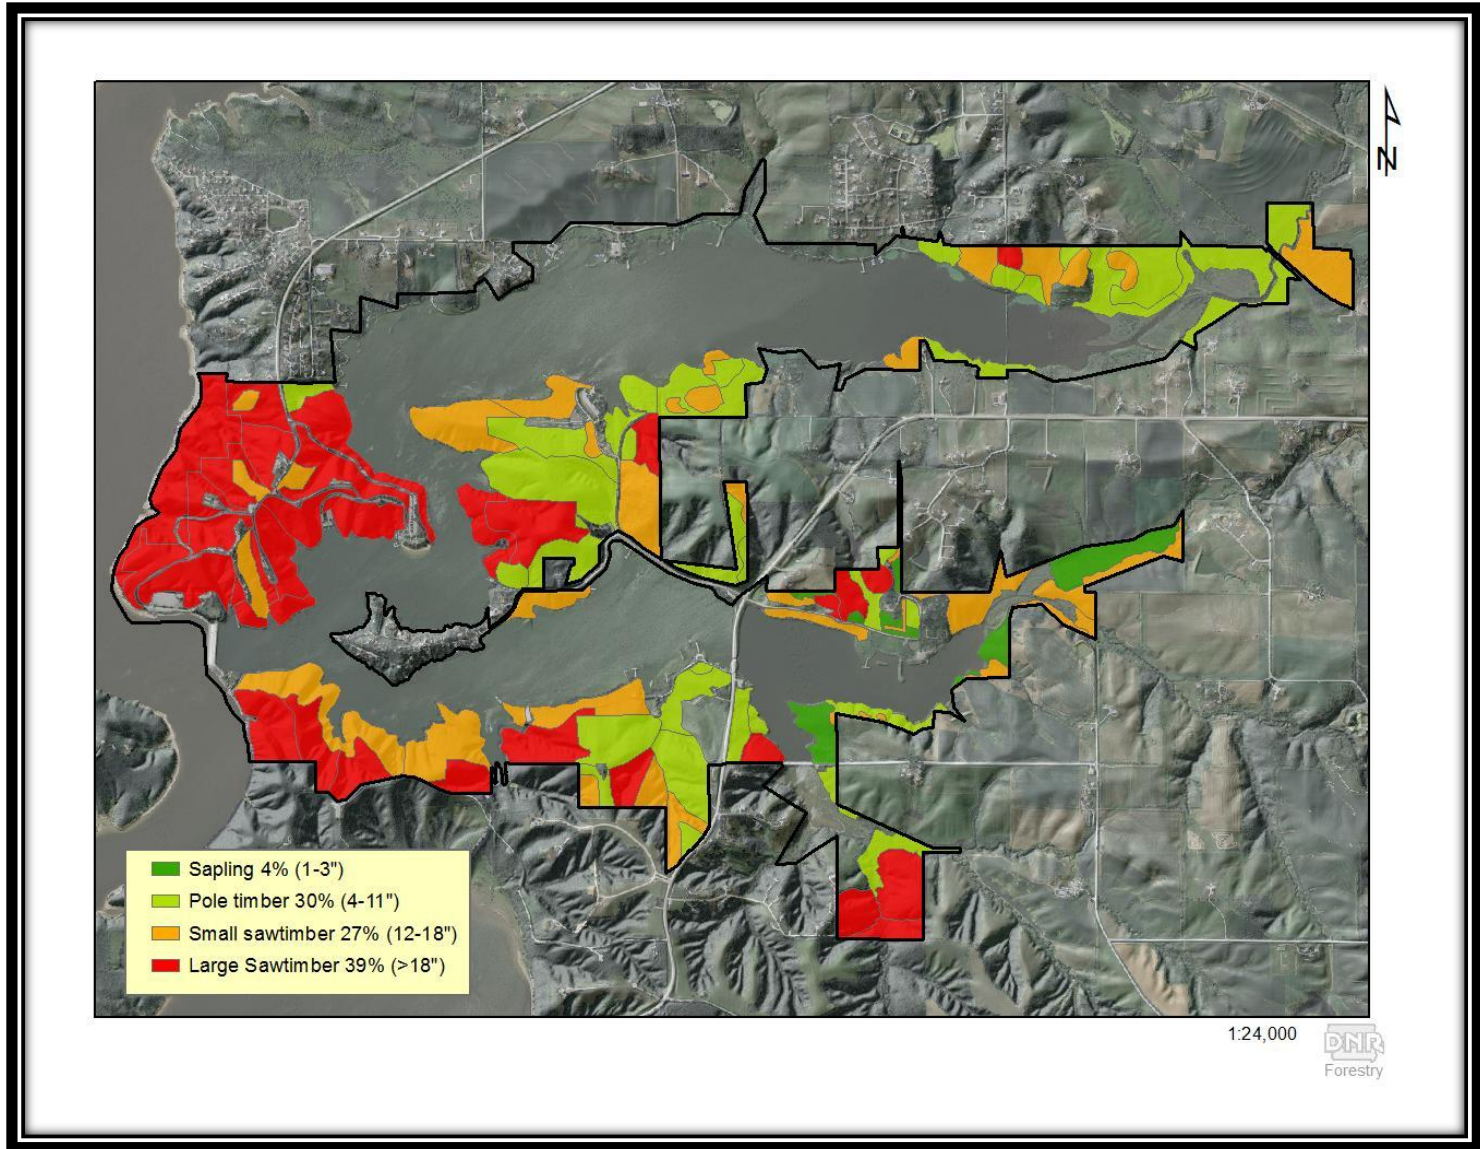 N
Sapling 4% (1-3")
Pole timber 30% (4-11")
Small sawtimber 27% (12-18")
Large Sawtimber 39% (>18")
1:24,000
DNR
Forestry